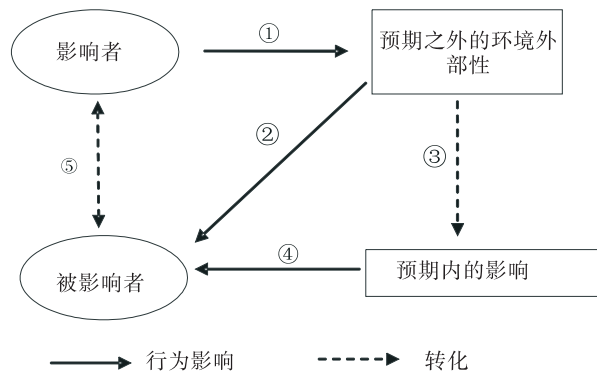 影响者
①
预期之外的环境外
部性
②
③
⑤
④
被影响者
预期内的影响
行为影响
转化